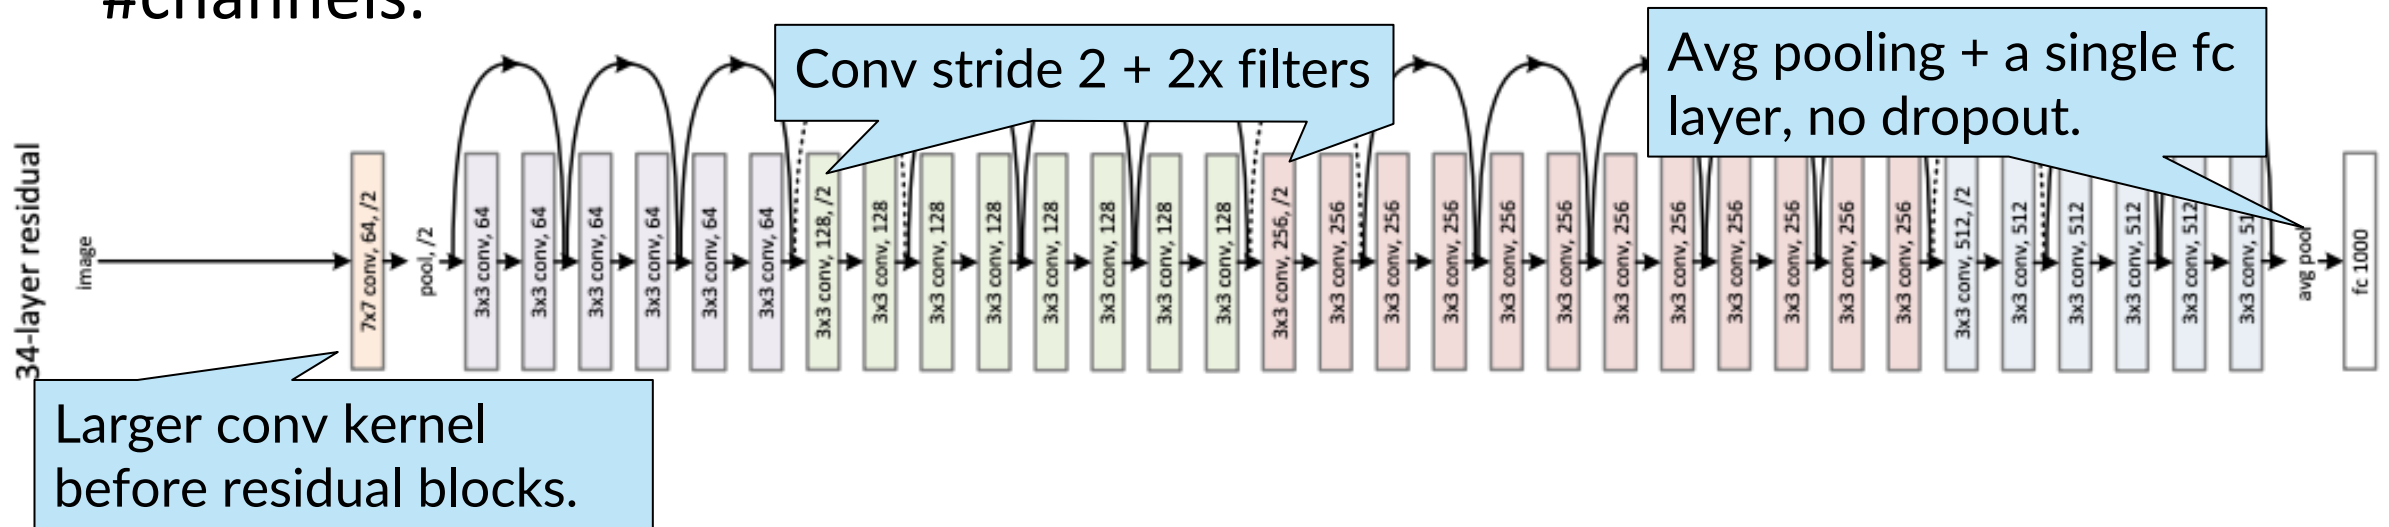 #channels.
Conv stride 2 + 2x filters
Avg pooling + a single fc
layer, no dropout.
34-layer residual
image
7x7 conv, 64, /2
pool, /2
3x3 conv, 64
3x3 conv, 64
3x3 conv, 64
3x3 conv, 64
3x3 conv, 64
3x3 conv, 64
3x3 conv, 128, /2
3x3 conv, 128
3x3 conv, 128
3x3 conv, 128
3x3 conv, 128
3x3 conv, 128
3x3 conv, 128
3x3 conv, 128
3x3 conv, 256, /2
3x3 conv, 256
3x3 conv, 256
3x3 conv, 256
3x3 conv, 256
3x3 conv, 256
3x3 conv, 256
3x3 conv, 256
3x3 conv, 256
3x3 conv, 256
3x3 conv, 256
3x3 conv, 256
3x3 conv, 512, /2
3x3 conv, 512
3x3 conv, 512
3x3 conv, 512
3x3 conv, 512
3x3 conv,
avg pool
fc 1000
Larger conv kernel
before residual blocks.